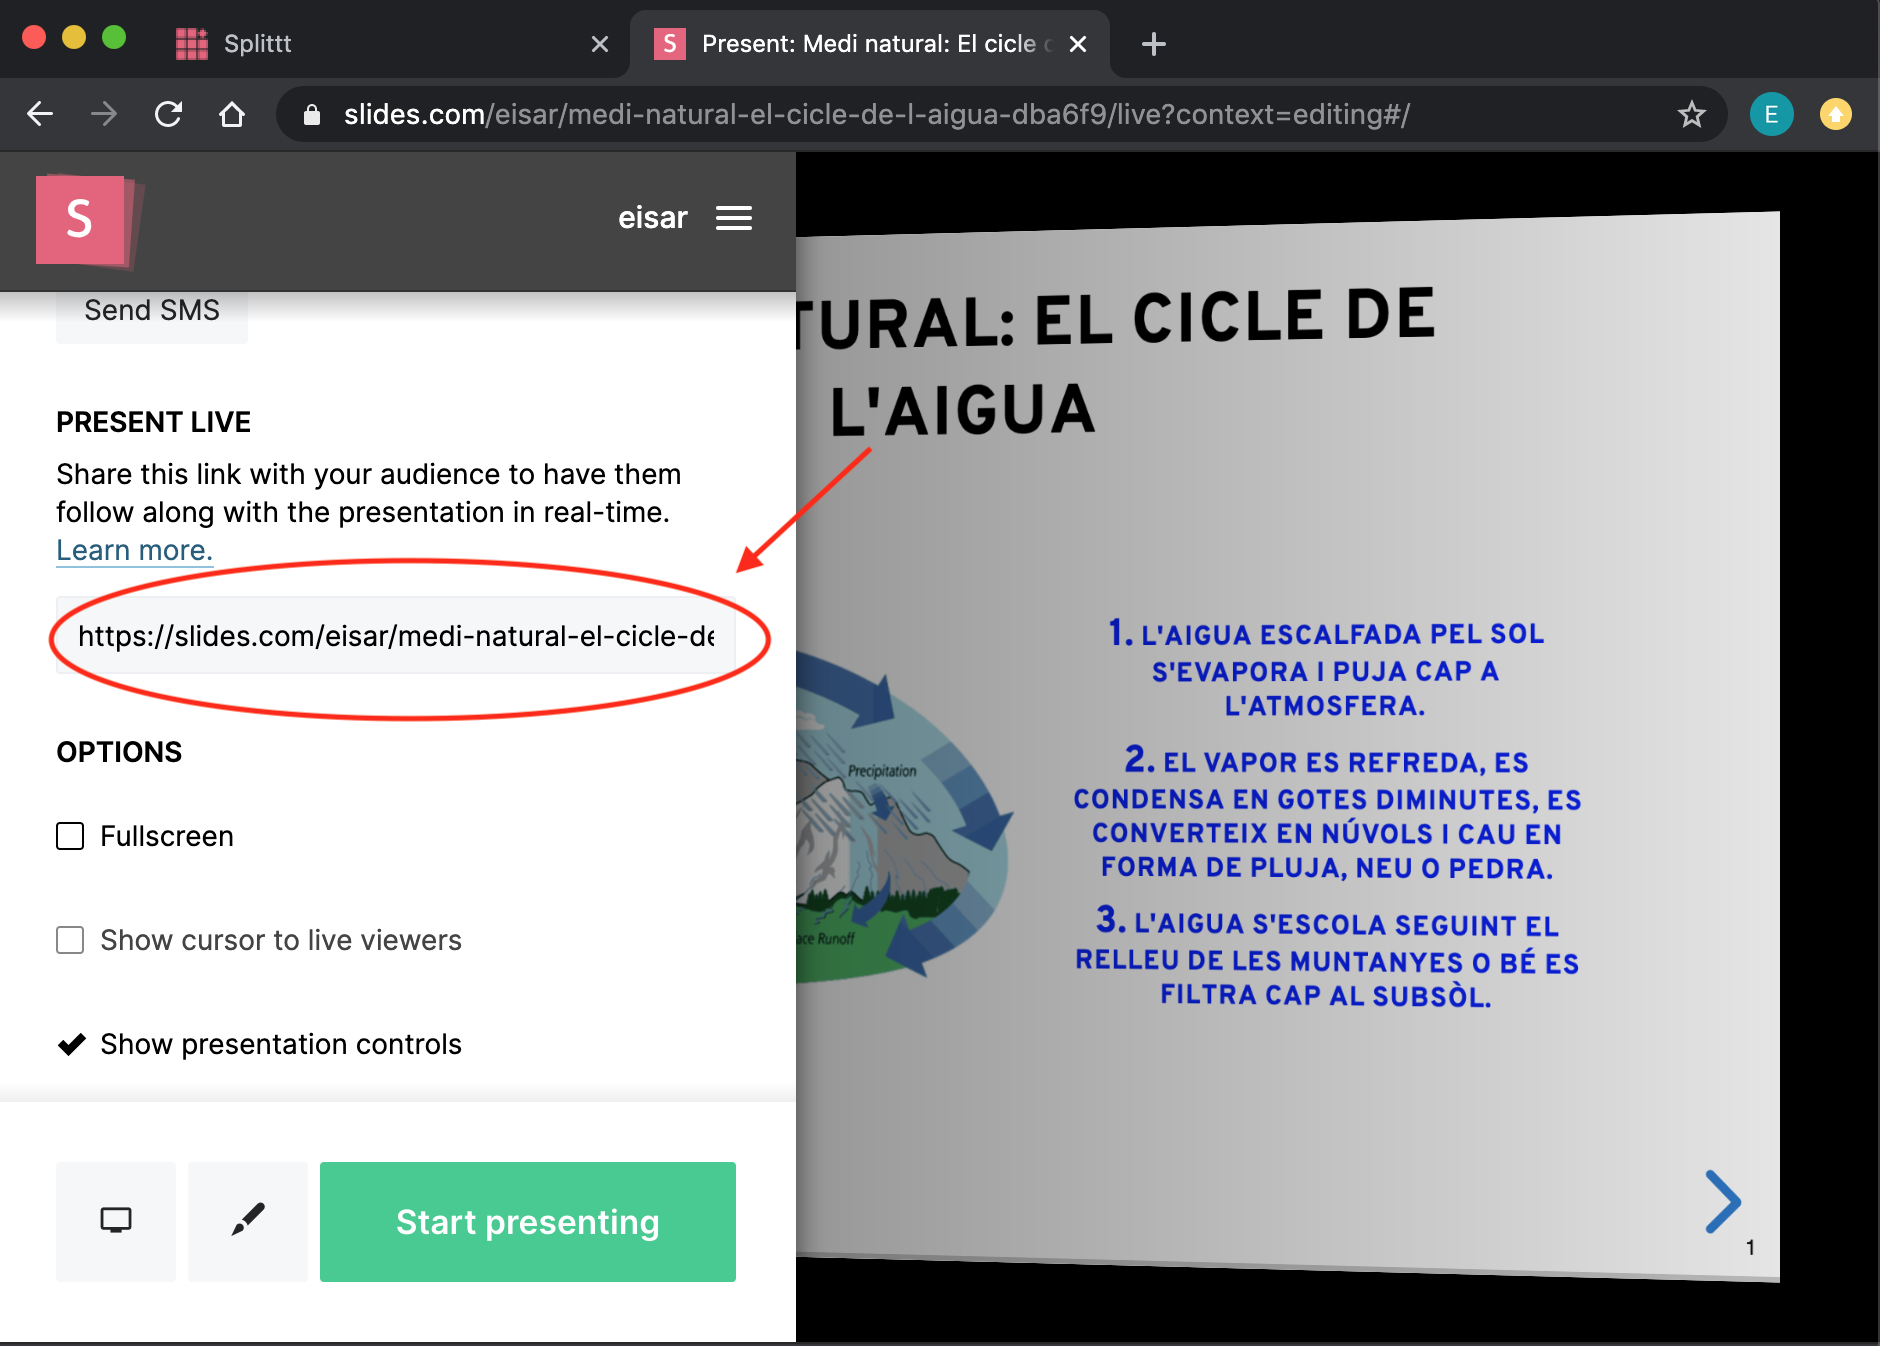 Splittt
S Present: Medi natural: El cicle
slides.com/eisar/medi-natural-el-cicle-de-l-aigua-dba6f9/live?context=editing#/
E
S
eisar
Send SMS
PRESENT LIVE
Share this link with your audience to have them
follow along with the presentation in real-time.
Learn more.
https://slides.com/eisar/medi-natural-el-cicle-de
OPTIONS
Fullscreen
Show cursor to live viewers
Show presentation controls
Start presenting
TURAL: EL CICLE DE
L'AIGUA
Precipitation
ace Runoff
1. L'AIGUA ESCALFADA PEL SOL
S'EVAPORA I PUJA CAP A
L'ATMOSFERA.
2. EL VAPOR ES REFREDA, ES
CONDENSA EN GOTES DIMINUTES, ES
CONVERTEIX EN NÚVOLS I CAU EN
FORMA DE PLUJA, NEU O PEDRA.
3. L'AIGUA S'ESCOLA SEGUINT EL
RELLEU DE LES MUNTANYES O BÉ ES
FILTRA CAP AL SUBSÒL.
1